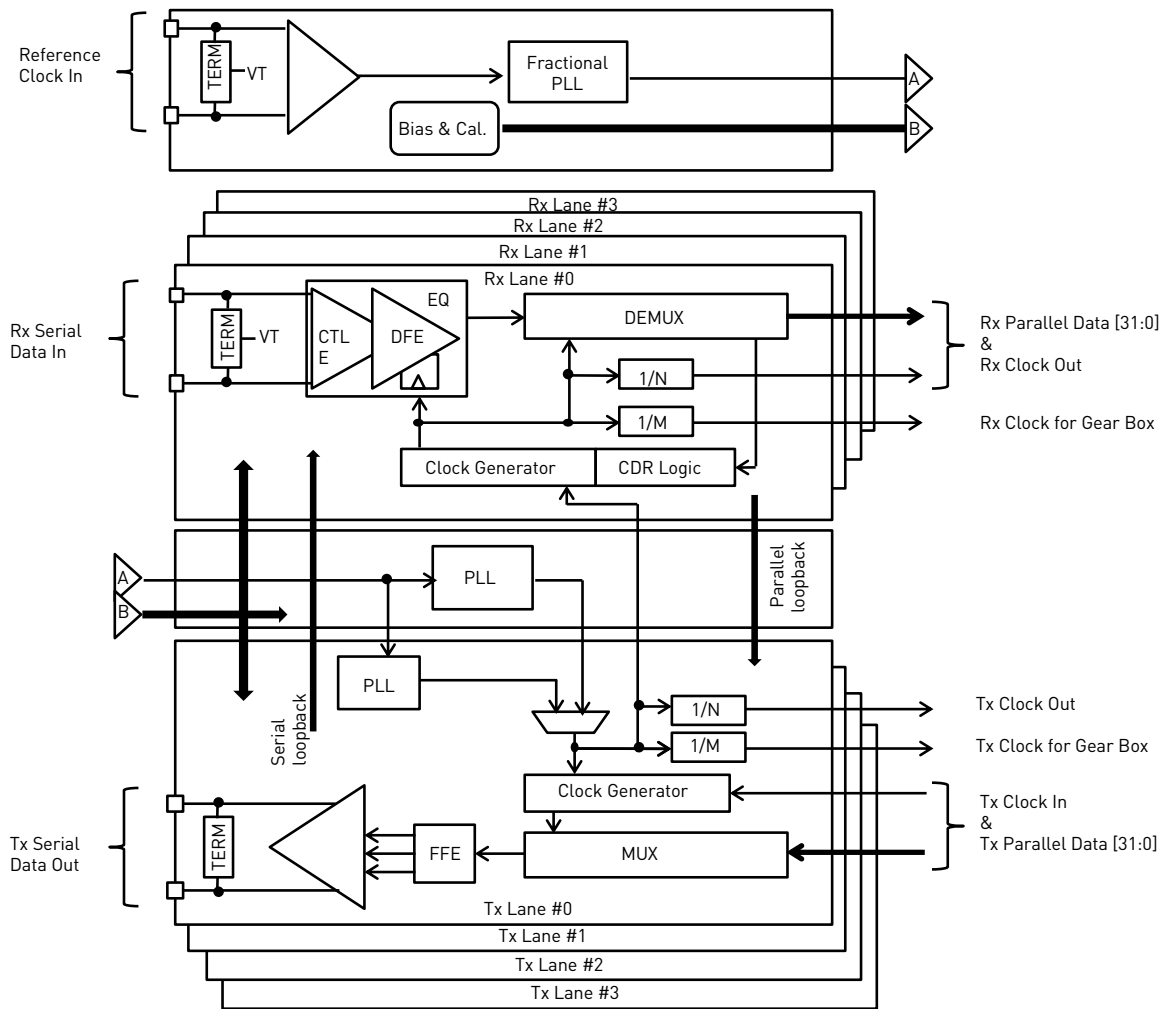 Reference
Clock In
TERM
VT
Fractional
PLL
Bias & Cal.
A
B
Rx Lane #3
Rx Lane #2
Rx Lane #1
Rx Lane #0
Rx Serial
Data In
TERM
VT
CTL
E
DFE
EQ
DEMUX
1/N
1/M
Clock Generator
CDR Logic
Rx Parallel Data [31:0]
&
Rx Clock Out
Rx Clock for Gear Box
A
B
PLL
Parallel
loopback
PLL
Serial
loopback
1/N
1/M
Tx Clock Out
Tx Clock for Gear Box
Clock Generator
Tx Clock In
&
Tx Parallel Data [31:0]
Tx Serial
Data Out
TERM
FFE
MUX
Tx Lane #0
Tx Lane #1
Tx Lane #2
Tx Lane #3